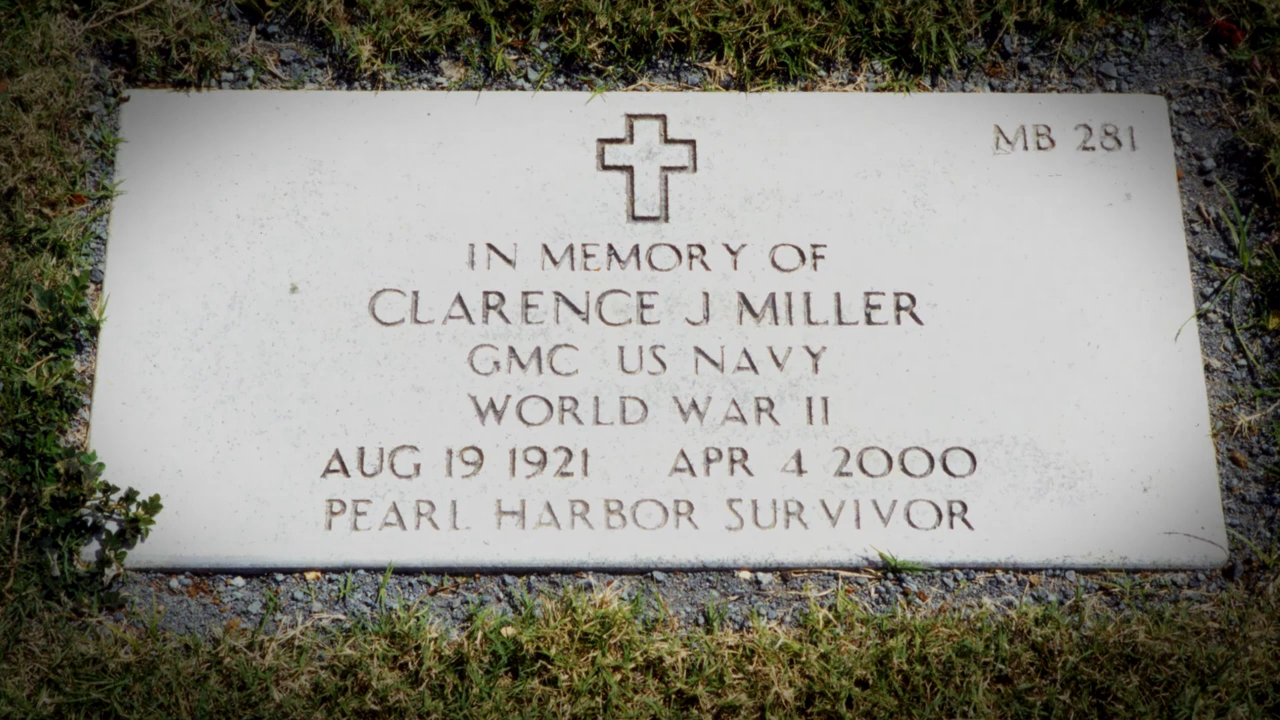 MB 281
IN MEMORY OF
CLARENCE J MILLER
GMC US NAVY
WORLD WAR II
AUG 19 1921 APR 4 2000
PEARL HARBOR SURVIVOR